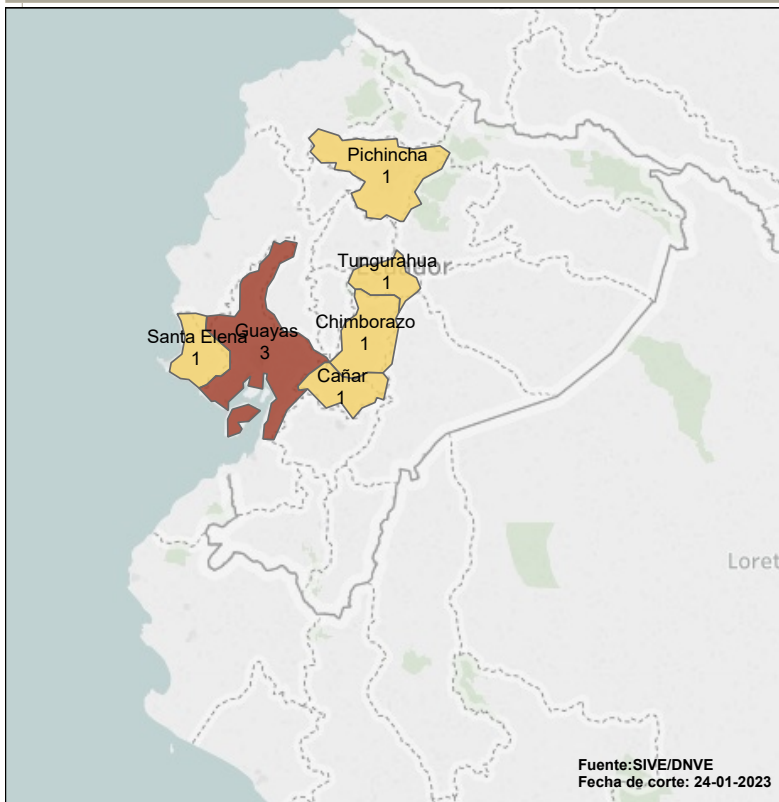 Pichincha
1
Tungurahua
Ecuador
1
Chimborazo
1
Santa Elena
1
Guayas
3
Cañar
1
Loret
Fuente:SIVE/DNVE
Fecha de corte: 24-01-2023